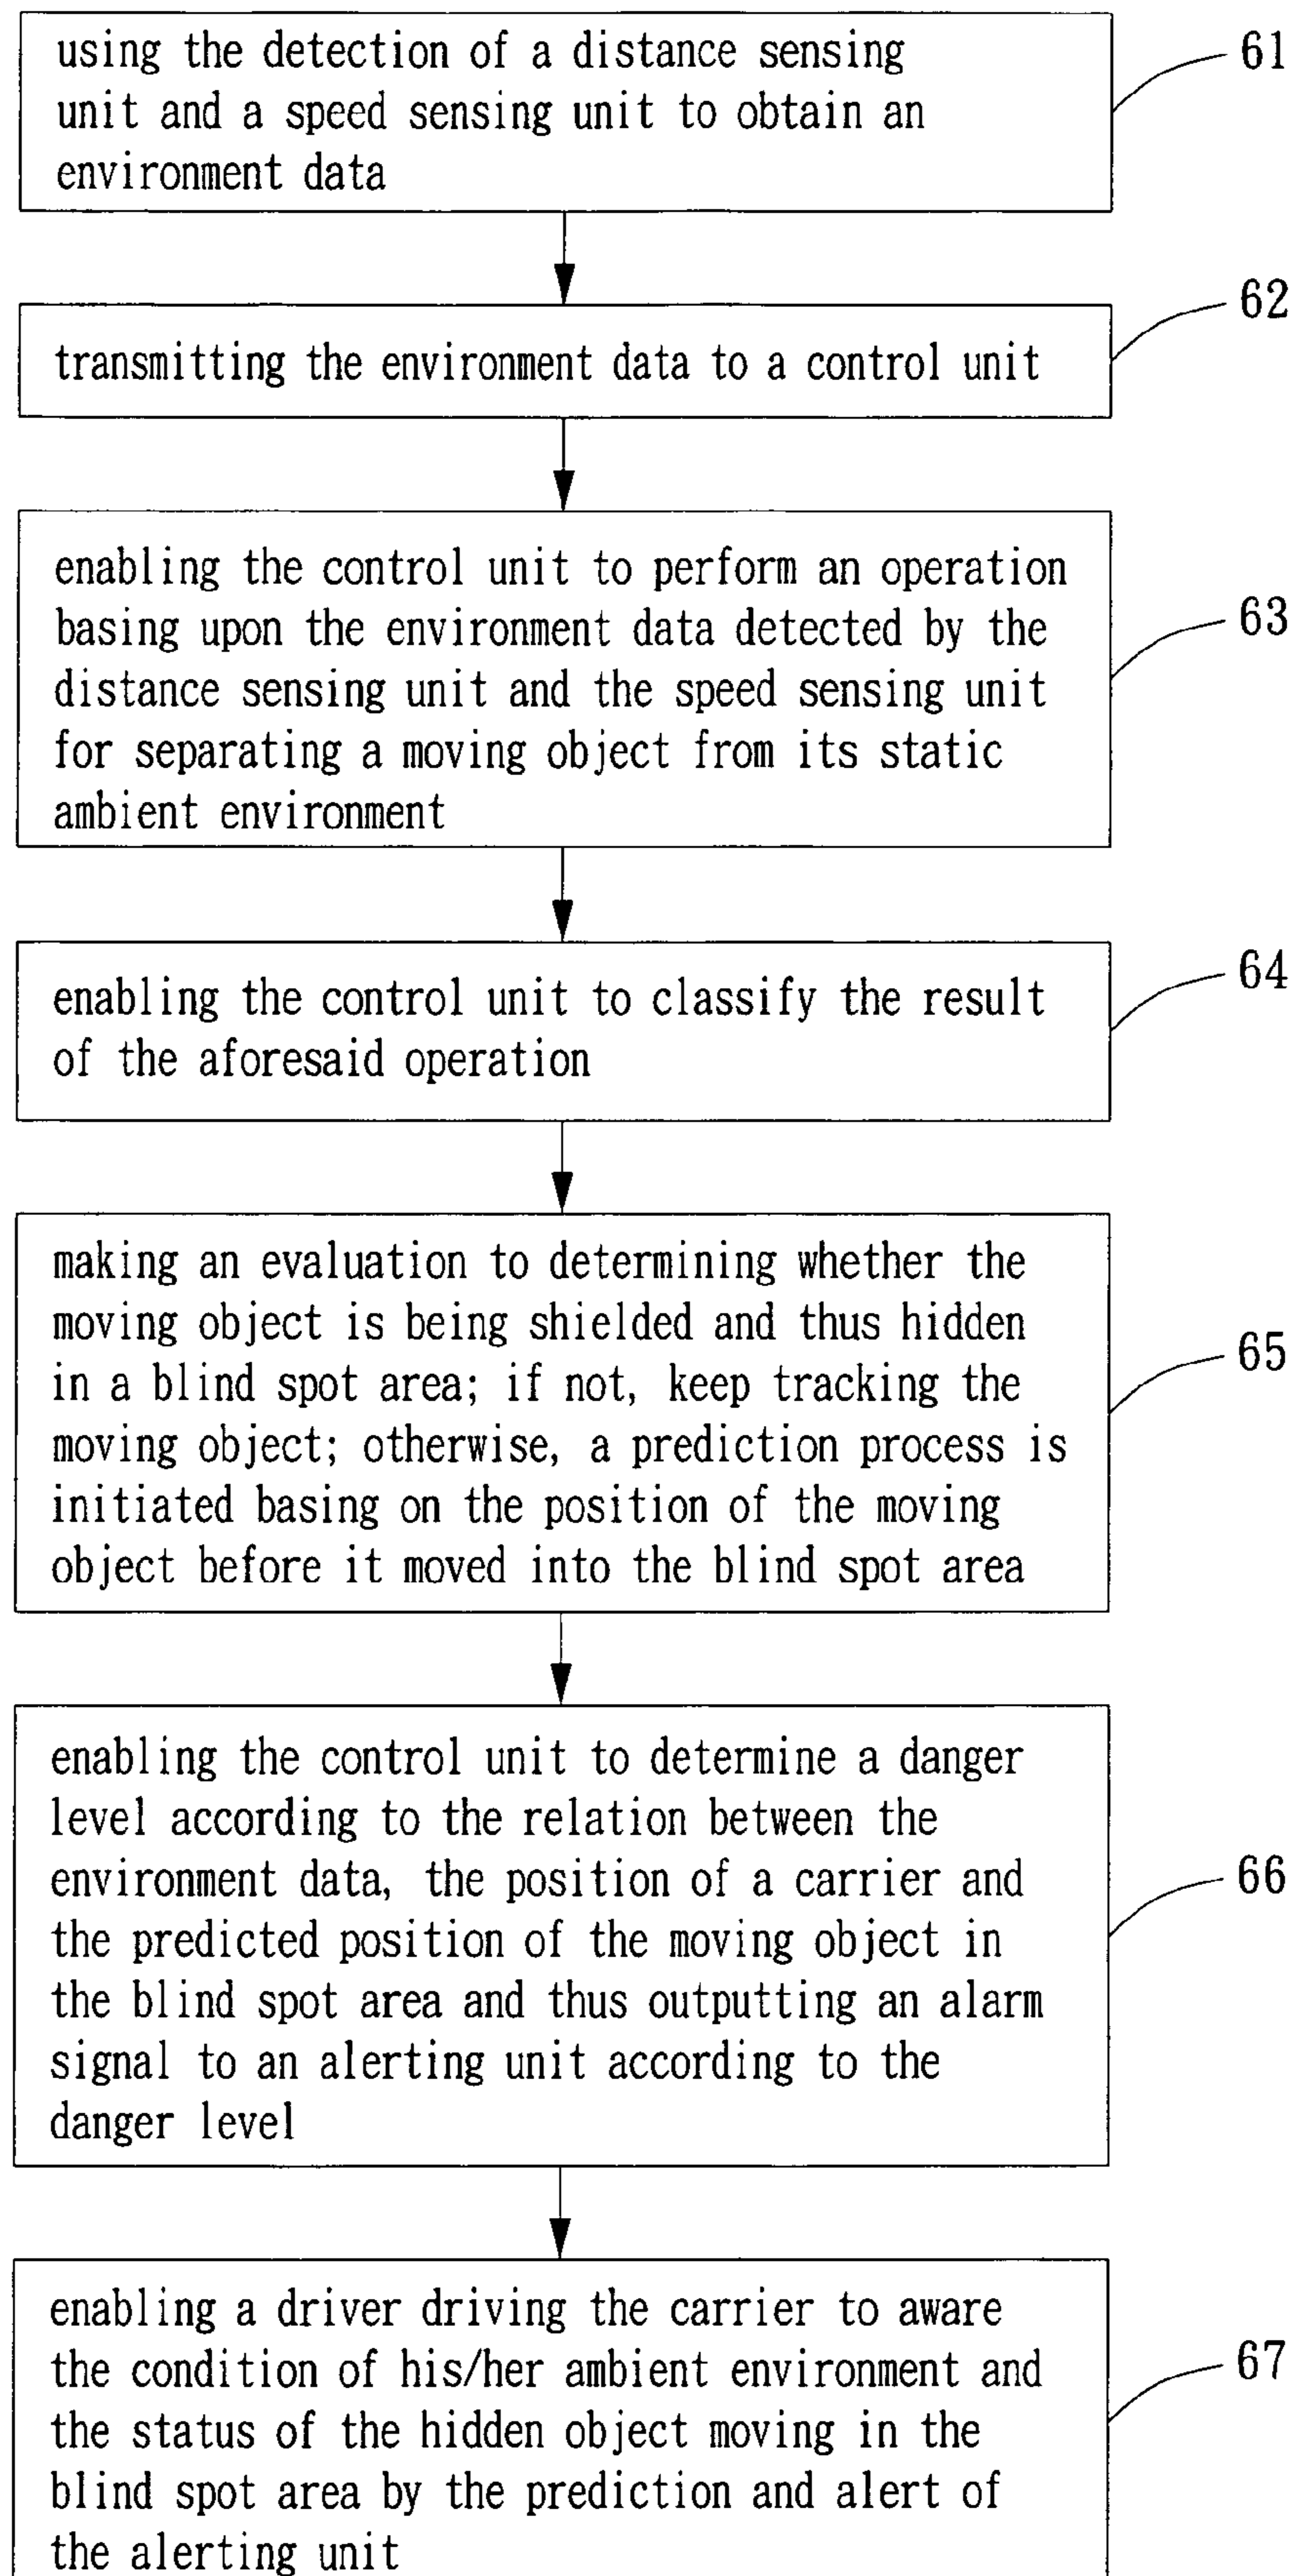 using the detection of a distance sensing
unit and a speed sensing unit to obtain an
environment data
61
transmitting the environment data to a control unit
62
enabling the control unit to perform an operation
basing upon the environment data detected by the
distance sensing unit and the speed sensing unit
for separating a moving object from its static
ambient environment
63
enabling the control unit to classify the result
of the aforesaid operation
64
making an evaluation to determining whether the
moving object is being shielded and thus hidden
in a blind spot area; if not, keep tracking the
moving object; otherwise, a prediction process is
initiated basing on the position of the moving
object before it moved into the blind spot area
65
enabling the control unit to determine a danger
level according to the relation between the
environment data, the position of a carrier and
the predicted position of the moving object in
the blind spot area and thus outputting an alarm
signal to an alerting unit according to the
danger level
66
enabling a driver driving the carrier to aware
the condition of his/her ambient environment and
the status of the hidden object moving in the
blind spot area by the prediction and alert of
the alerting unit
67